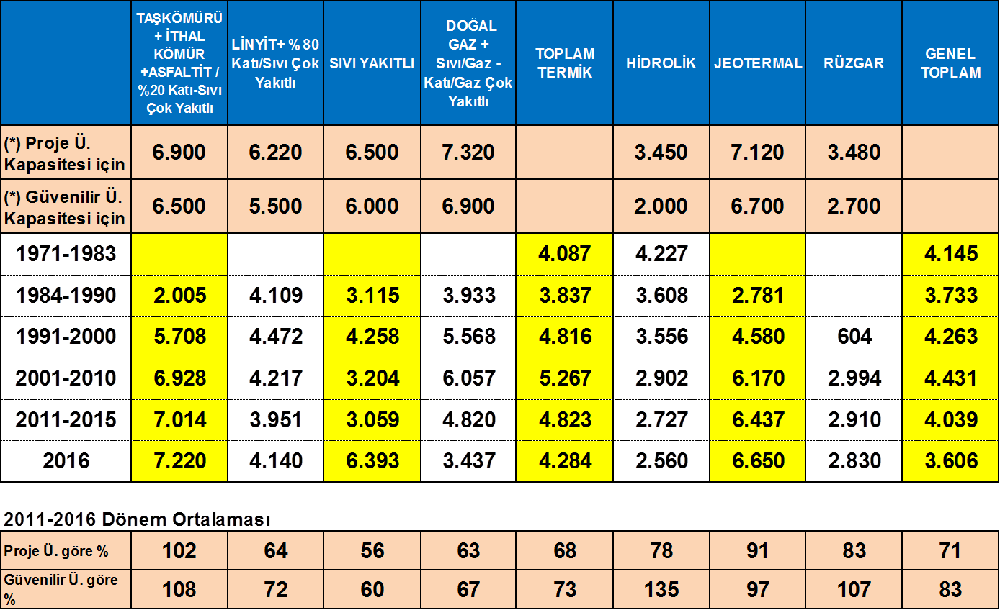 TAŞKÖMÜRÜ
+ İTHAL
KÖMÜR
+ASFALTİT /
%20 Katı-Sıvı
Çok Yakıtlı
LİNYİT+ %80
Katı/Sıvı Çok
Yakıtlı
SIVI YAKITLI
DOĞAL
GAZ +
Sıvı/Gaz -
Katı/Gaz Çok
Yakıtlı
TOPLAM
TERMİK
HİDROLİK
JEOTERMAL
RÜZGAR
GENEL
TOPLAM
(*) Proje Ü.
Kapasitesi için
6.900 6.220 6.500 7.320 3.450 7.120 3.480
(*) Güvenilir Ü.
Kapasitesi için
6.500 5.500 6.000 6.900 2.000 6.700 2.700
1971-1983 4.087 4.227 4.145
1984-1990 2.005 4.109 3.115 3.933 3.837 3.608 2.781 3.733
1991-2000 5.708 4.472 4.258 5.568 4.816 3.556 4.580 604 4.263
2001-2010 6.928 4.217 3.204 6.057 5.267 2.902 6.170 2.994 4.431
2011-2015 7.014 3.951 3.059 4.820 4.823 2.727 6.437 2.910 4.039
2016 7.220 4.140 6.393 3.437 4.284 2.560 6.650 2.830 3.606
2011-2016 Dönem Ortalaması
Proje Ü. göre % 102 64 56 63 68 78 91 83 71
Güvenilir Ü. göre
%
108 72 60 67 73 135 97 107 83